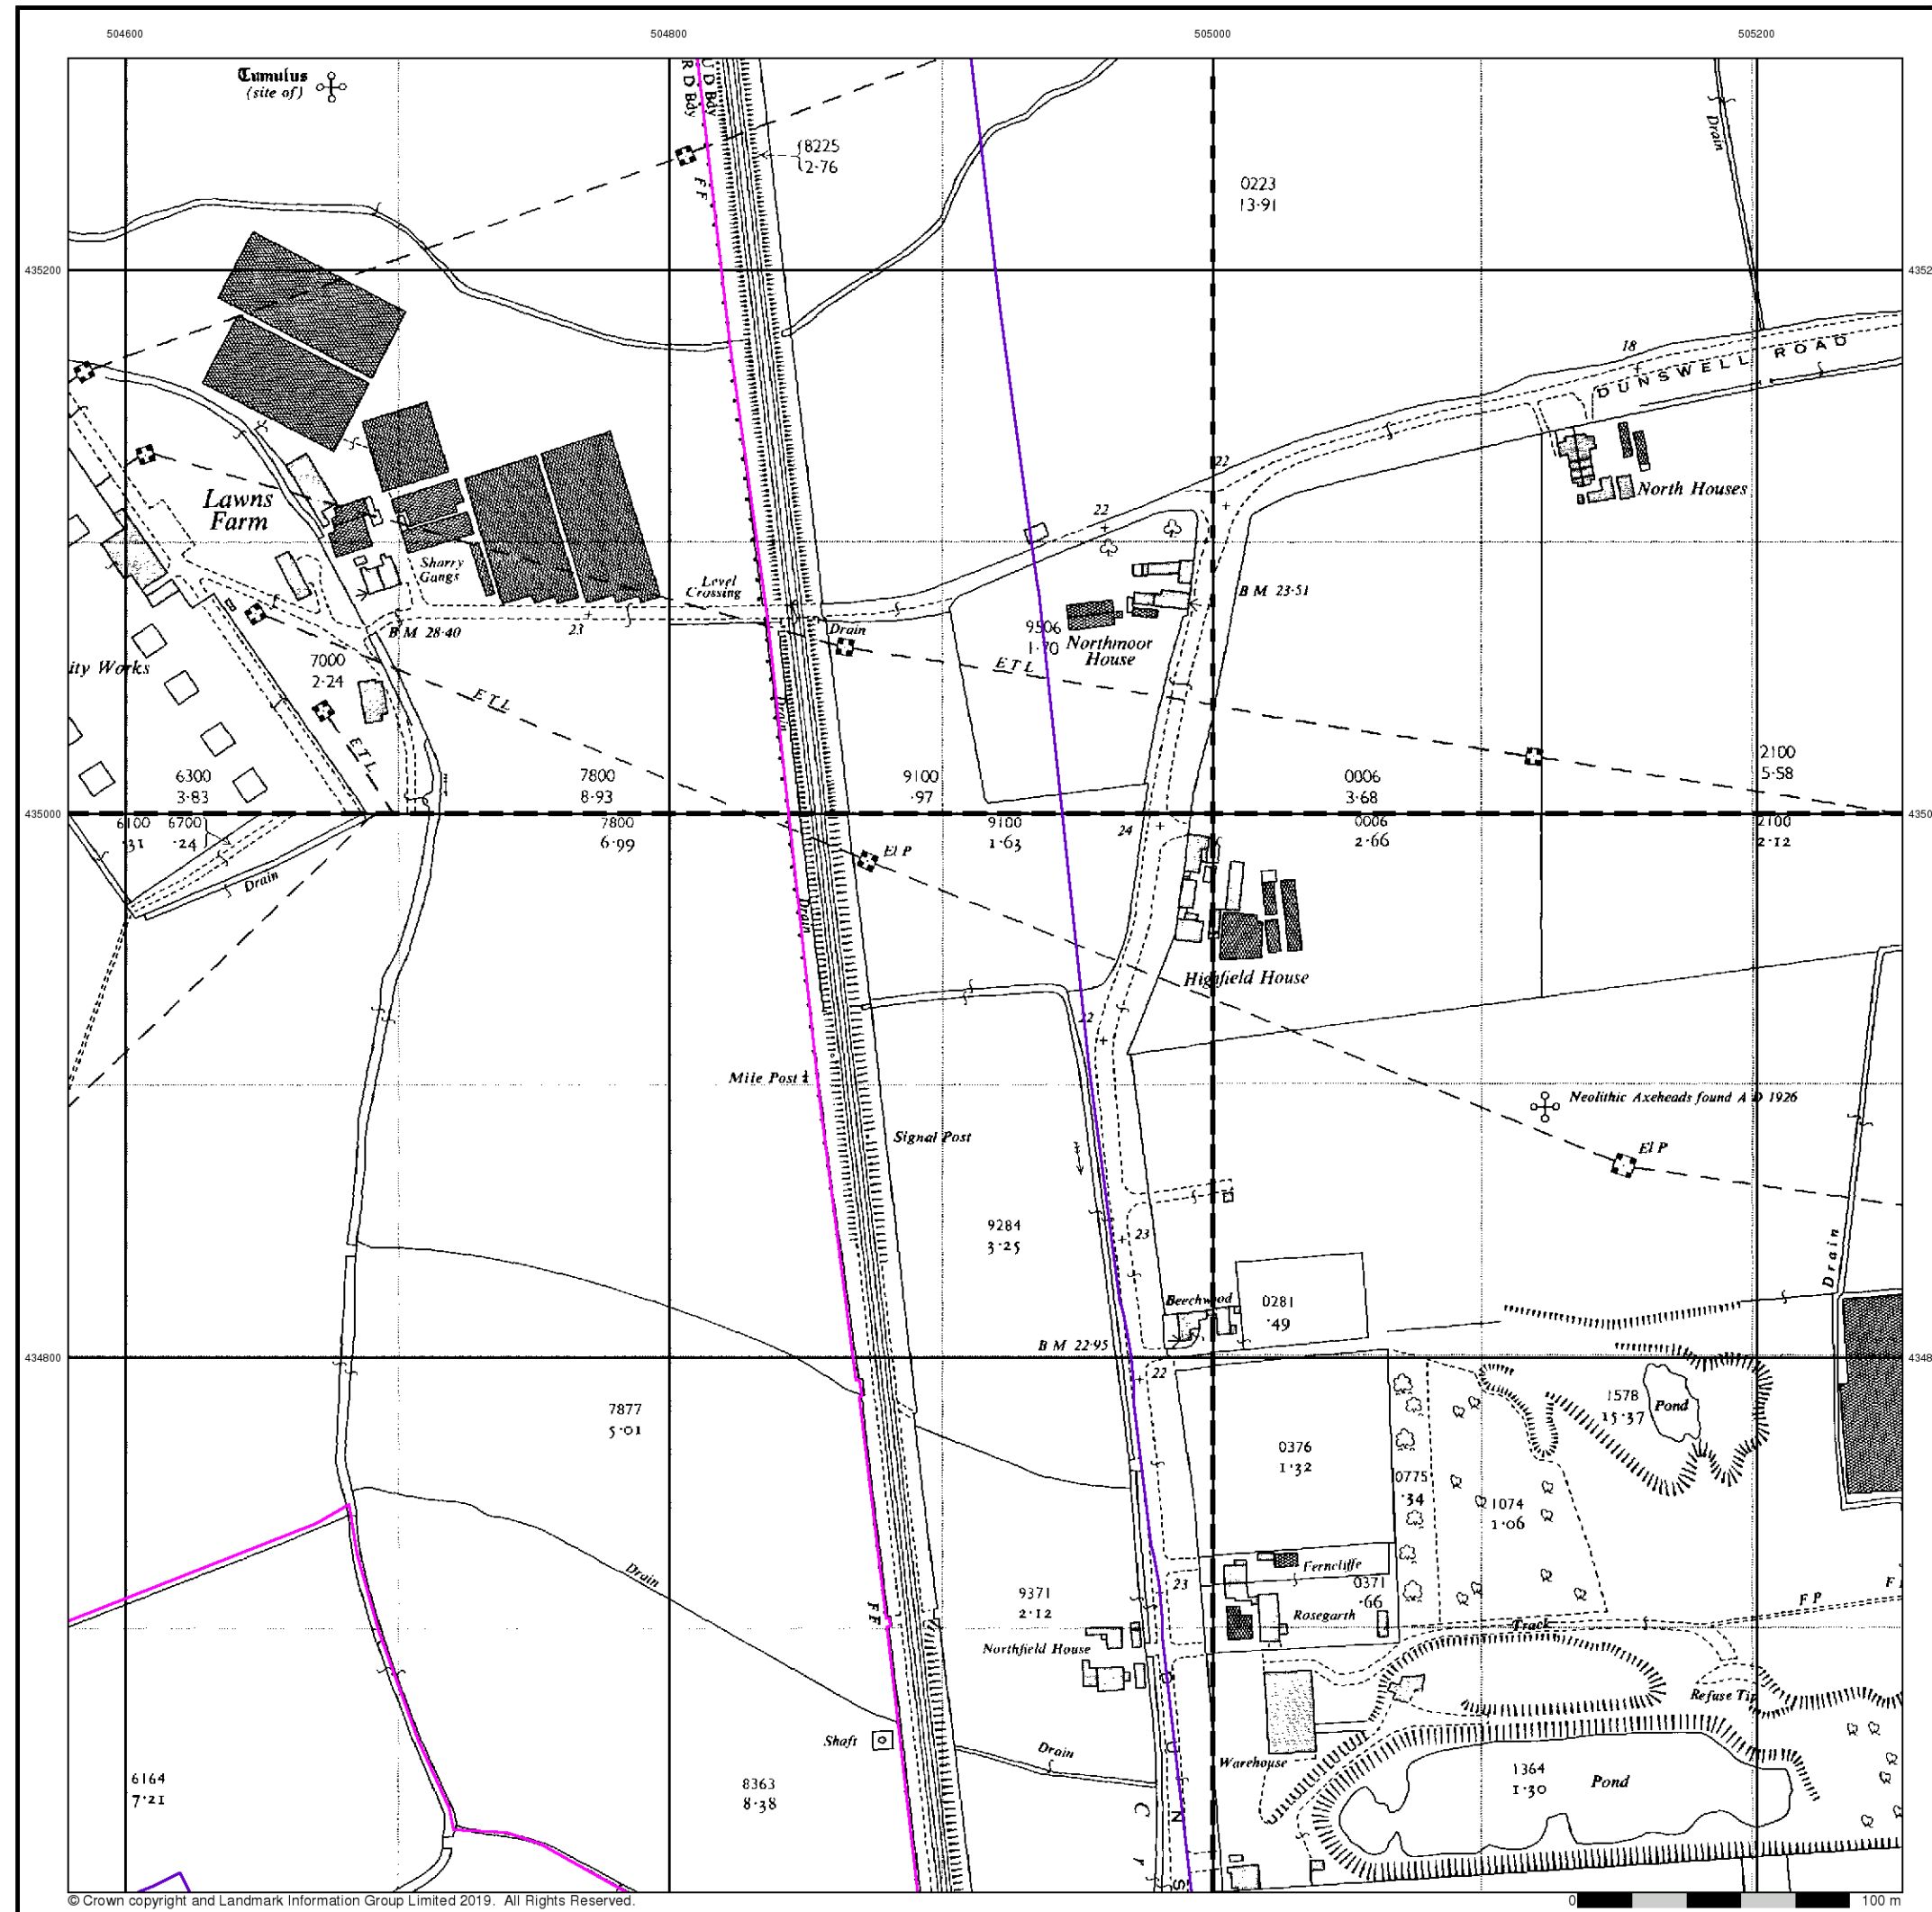 504600
504800
505000
505200
Tumulus
(site of)
R D Bdy
U D Bdy
8225
2·76
F F
Drain
0223
13·91
435200
4352
18
DUNSWELL ROAD
22
22
Lawns
Farm
North Houses
Sharry
Gangs
Level
Crossing
B M 23·51
Drain
B M 28·40
23
9506
1·70
Northmoor
House
ity Works
7000
2·24
E T L
E T L
E T L
Drain
6300
3·83
7800
8·93
9100
·97
0006
3·68
2100
5·58
435000
4350
6100
·31
6700
·24
7800
6·99
9100
1·63
24
0006
2·66
2100
2·12
El P
Drain
Drain
Highfield House
22
Mile Post
Neolithic Axeheads found A D 1926
Signal Post
El P
9284
3·25
23
Drain
Beechwood
0281
·49
B M 22·95
434800
4348
22
7877
5·01
1578
15·37
Pond
0376
1·32
0775
·34
1074
1·06
Drain
Ferncliffe
9371
2·12
23
0371
·66
F P
F
F F
Rosegarth
Track
Northfield House
Refuse Tip
Shaft
Drain
Warehouse
6164
7·21
8363
8·38
1364
1·30
Pond
C
r
D
U
N
S
© Crown copyright and Landmark Information Group Limited 2019. All Rights Reserved.
0
100 m